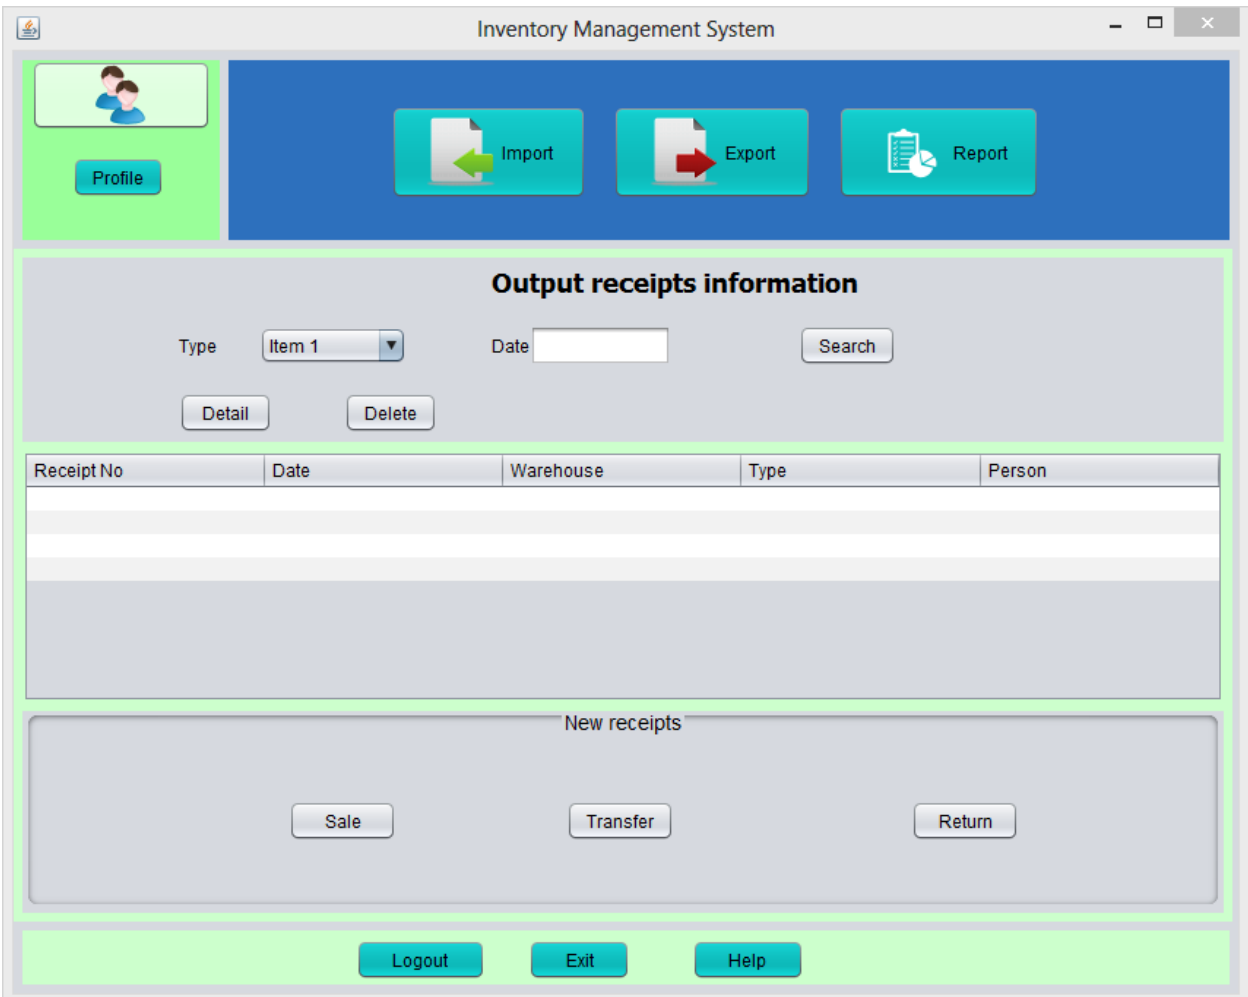 Inventory Management System
Import Export Report
Profile
Output receipts information
Type Item 1 Date Search
Detail Delete
Receipt No Date Warehouse Type Person
New receipts
Sale Transfer Return
Logout Exit Help